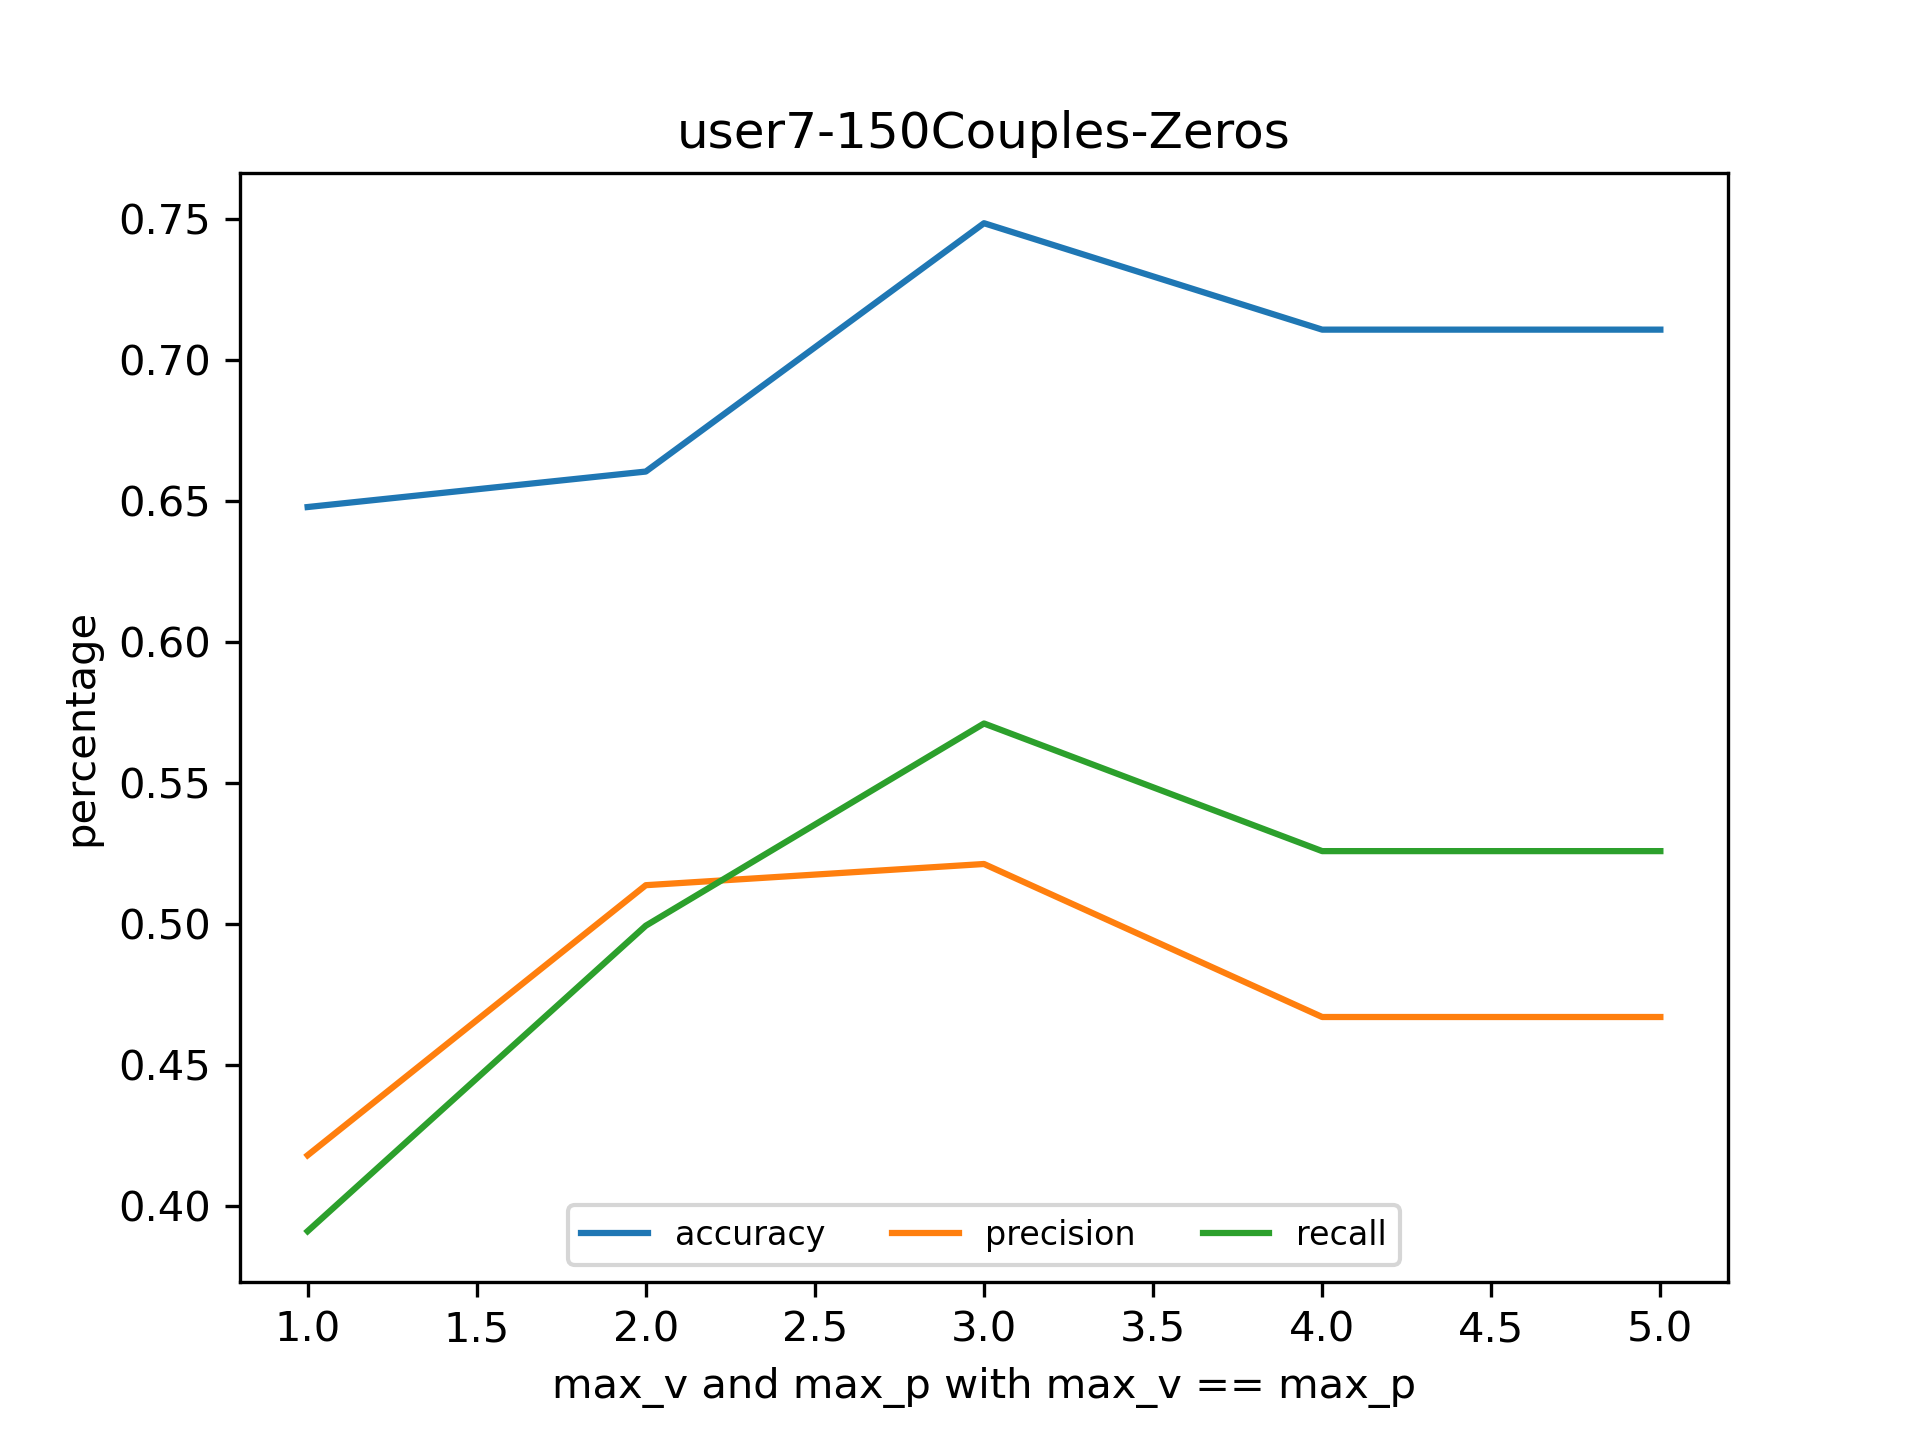 user7-150Couples-Zeros
0.75
0.70
0.65
0.60
0.55
0.50
0.45
0.40
percentage
accuracy precision recall
1.0 1.5 2.0 2.5 3.0 3.5 4.0 4.5 5.0
max_v and max_p with max_v == max_p